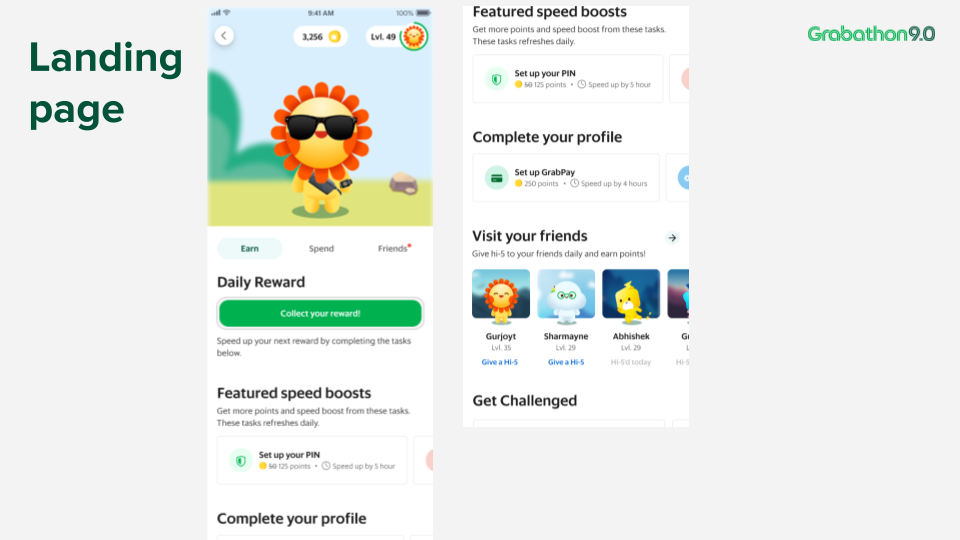 Landing
page
9:41 AM
100%
3,256
Lvl. 49
Earn
Spend
Friends
Daily Reward
Collect your reward!
Speed up your next reward by completing the tasks
below.
Featured speed boosts
Get more points and speed boost from these tasks.
These tasks refreshes daily.
Set up your PIN
50 125 points • Speed up by 5 hour
Complete your profile
Featured speed boosts
Get more points and speed boost from these tasks.
These tasks refreshes daily.
Set up your PIN
50 125 points • Speed up by 5 hour
Complete your profile
Set up GrabPay
250 points • Speed up by 4 hours
Visit your friends
Give hi-5 to your friends daily and earn points!
Gurjoyt
Lvl. 35
Give a Hi-5
Sharmayne
Lvl. 29
Give a Hi-5
Abhishek
Lvl. 29
Hi-5'd today
G
Hi-5
Get Challenged
Grabathon9.0